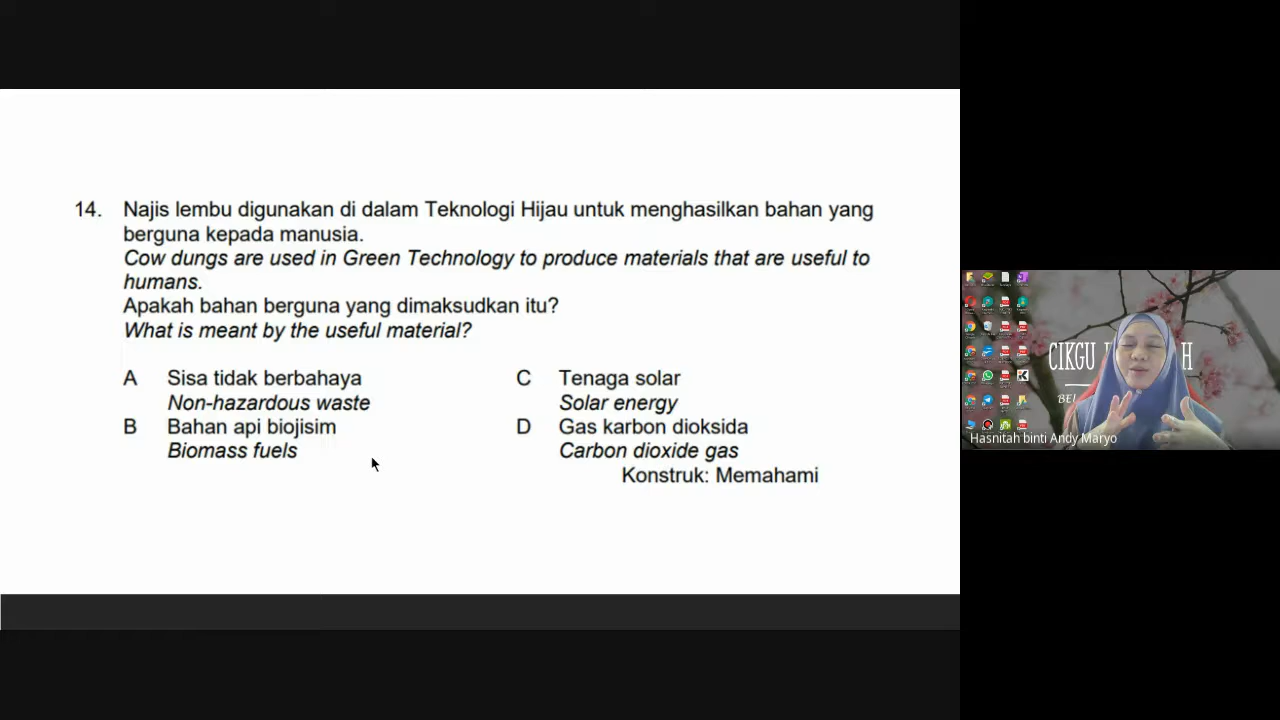 14. Najis lembu digunakan di dalam Teknologi Hijau untuk menghasilkan bahan yang
berguna kepada manusia.
Cow dungs are used in Green Technology to produce materials that are useful to
humans.
Apakah bahan berguna yang dimaksudkan itu?
What is meant by the useful material?
A Sisa tidak berbahaya
Non-hazardous waste
B Bahan api biojisim
Biomass fuels
C Tenaga solar
Solar energy
D Gas karbon dioksida
Carbon dioxide gas
Konstruk: Memahami
CIKGU
Hasnitah binti Andy Maryo